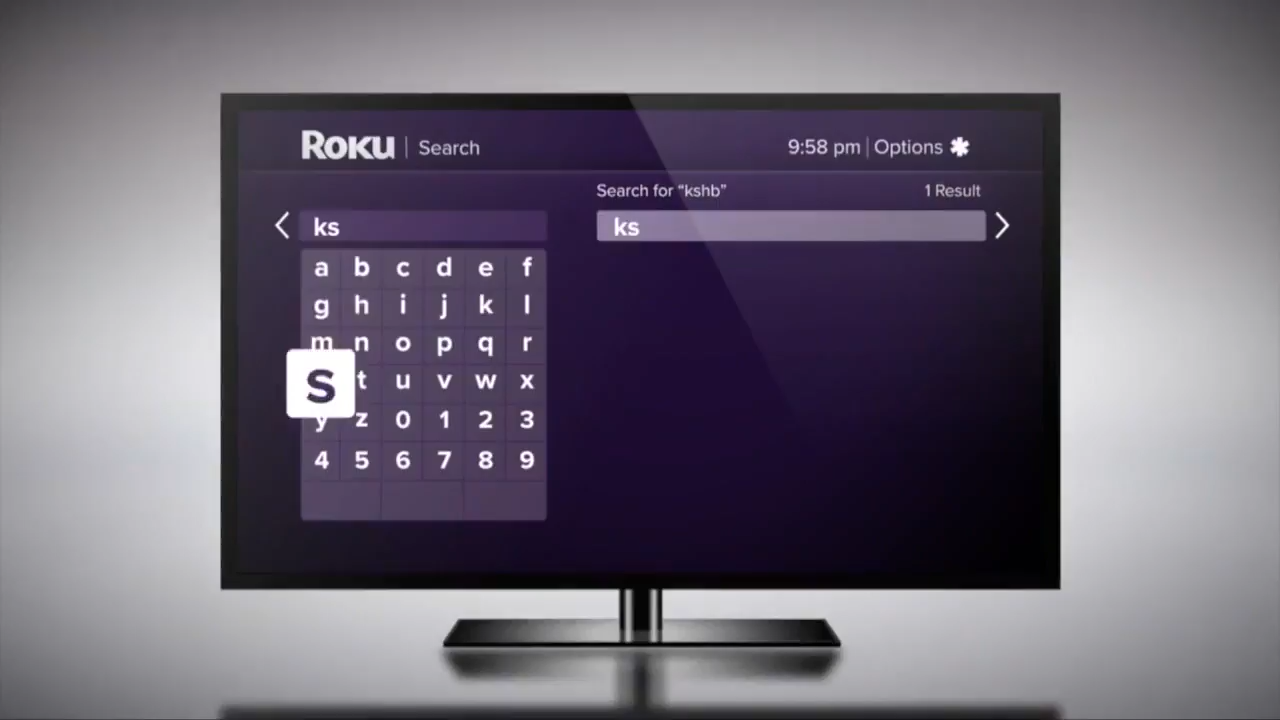 ROKU | Search
9:58 pm | Options ✱
Search for “kshb”
1 Result
ks
ks
a b c d e f
g h i j k l
m n o p q r
s t u v w x
y z 0 1 2 3
4 5 6 7 8 9